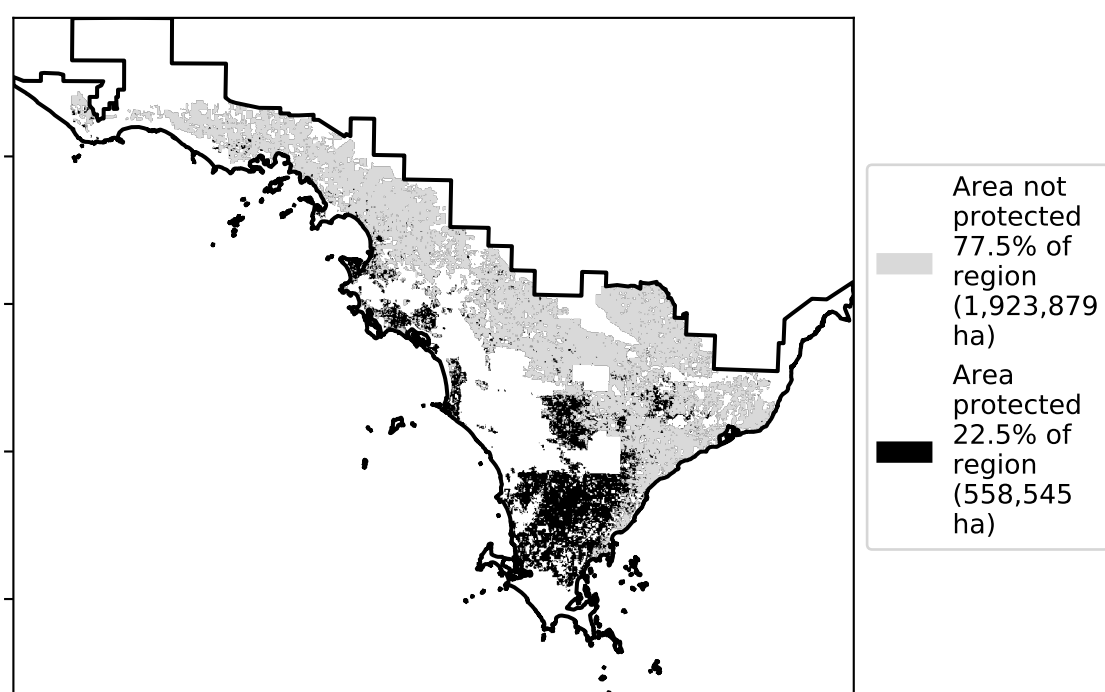 Area not
protected
77.5% of
region
(1,923,879
ha)
Area
protected
22.5% of
region
(558,545
ha)